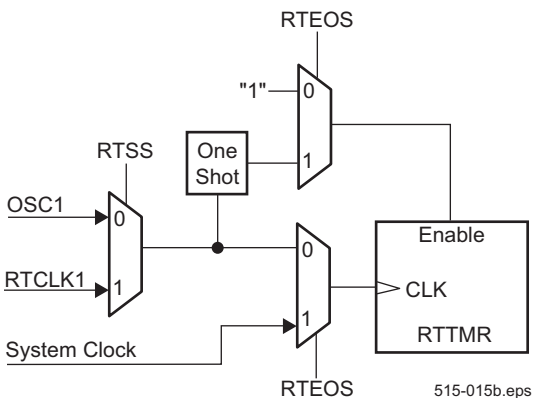 RTEOS
"1"
0
1
One
Shot
RTSS
OSC1
0
RTCLK1
1
System Clock
0
1
RTEOS
Enable
CLK
RTTMR
515-015b.eps